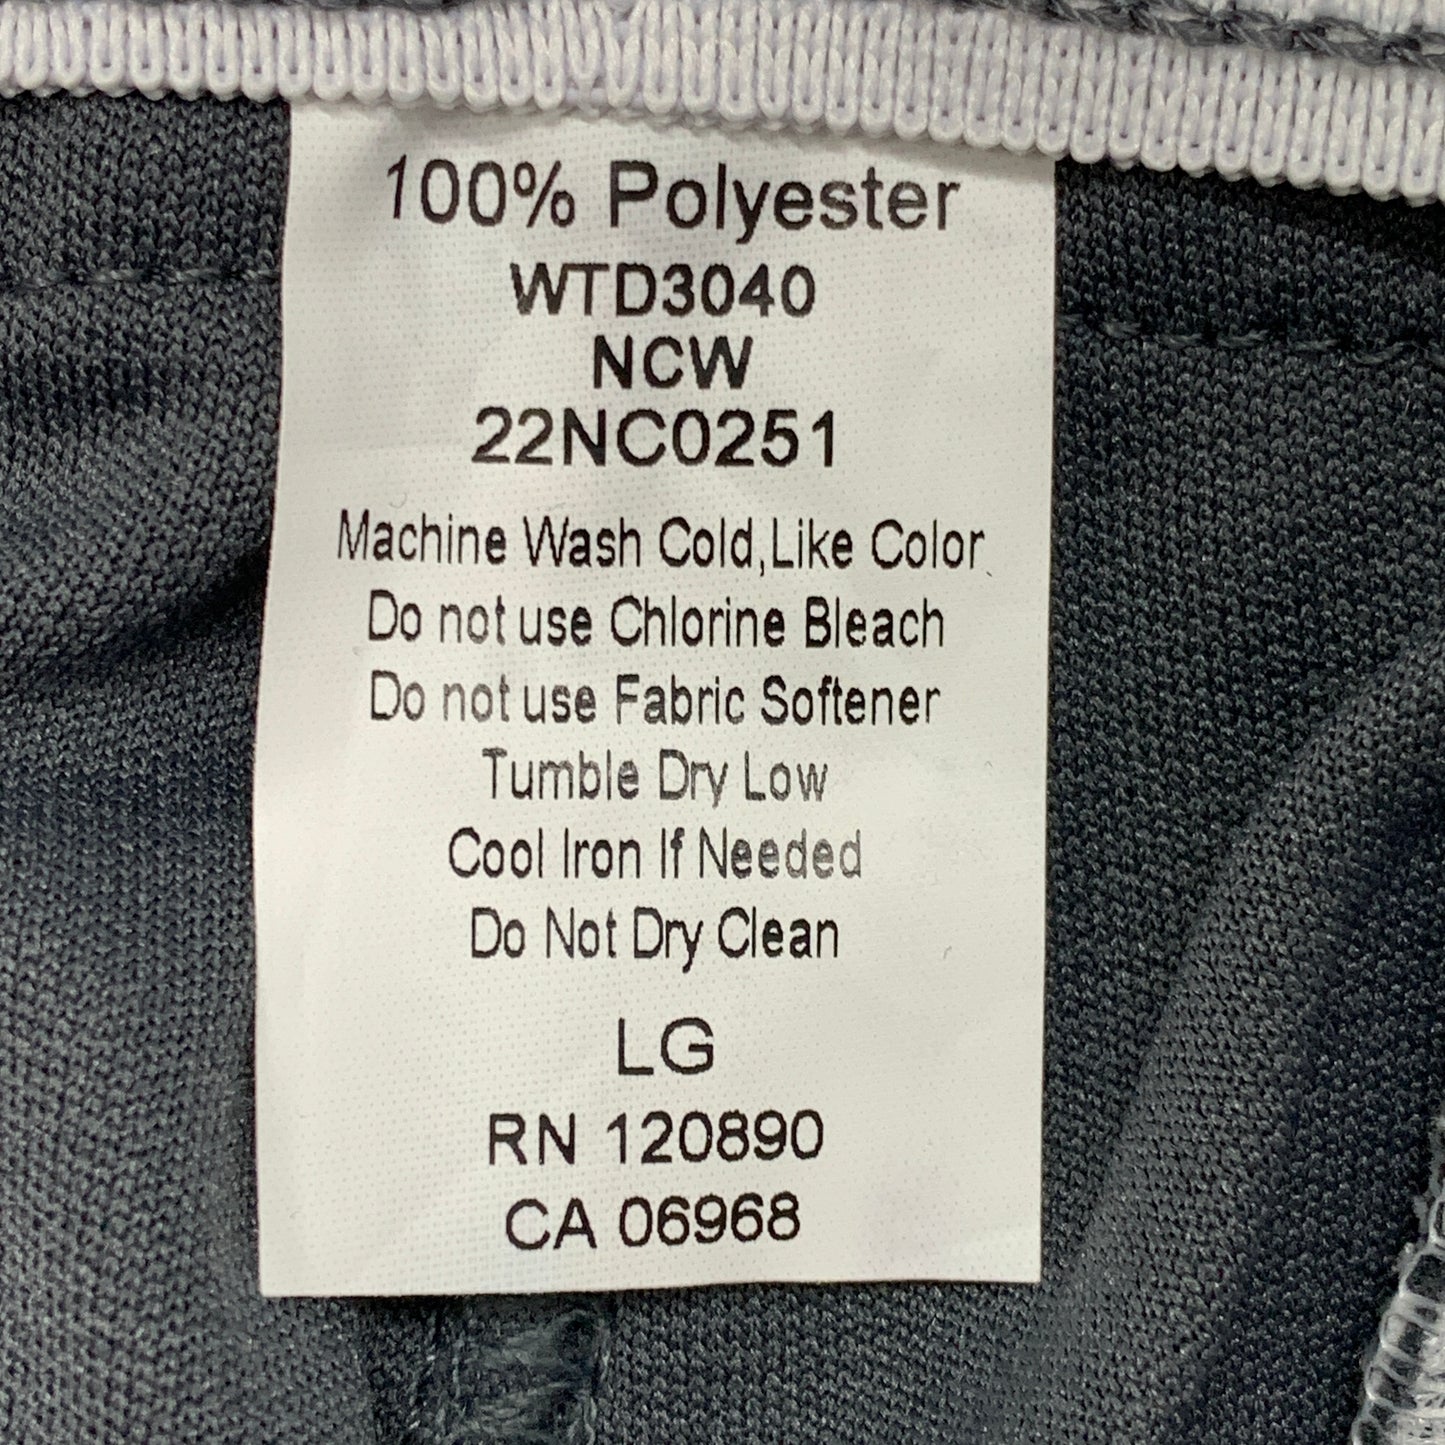 100% Polyester
WTD3040
NCW
22NC0251
Machine Wash Cold,Like Color
Do not use Chlorine Bleach
Do not use Fabric Softener
Tumble Dry Low
Cool Iron If Needed
Do Not Dry Clean
LG
RN 120890
CA 06968